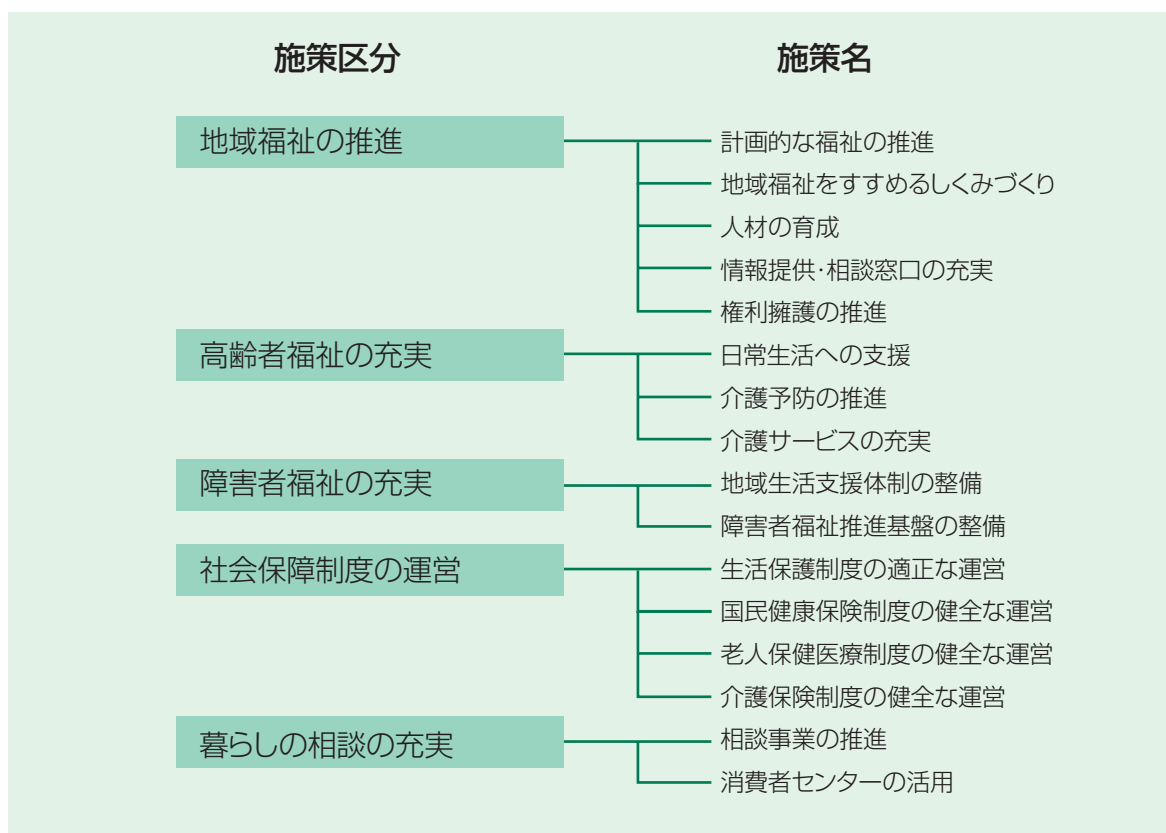 施策区分
施策名
地域福祉の推進
計画的な福祉の推進
地域福祉をすすめるしくみづくり
人材の育成
情報提供・相談窓口の充実
権利擁護の推進
高齢者福祉の充実
日常生活への支援
介護予防の推進
介護サービスの充実
障害者福祉の充実
地域生活支援体制の整備
障害者福祉推進基盤の整備
社会保障制度の運営
生活保護制度の適正な運営
国民健康保険制度の健全な運営
老人保健医療制度の健全な運営
介護保険制度の健全な運営
暮らしの相談の充実
相談事業の推進
消費者センターの活用